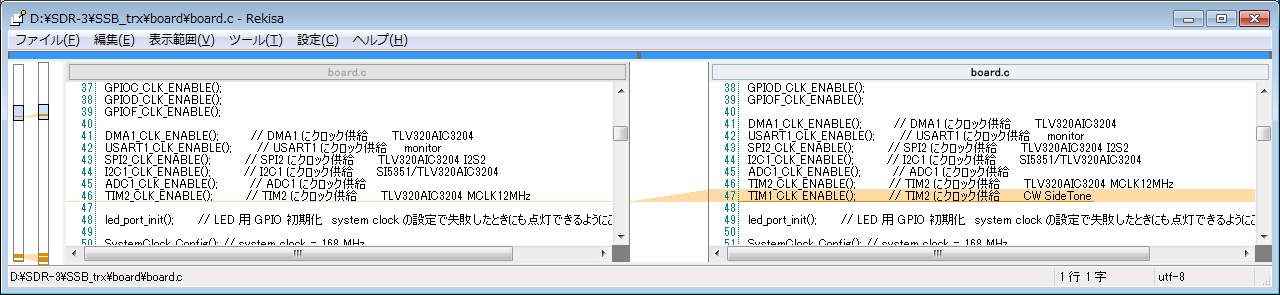 D:¥SDR-3¥SSB_trx¥board¥board.c - Rekisa
ファイル(F) 編集(E) 表示範囲(V) ツール(T) 設定(C) ヘルプ(H)
board.c
37 GPIOC_CLK_ENABLE();
38 GPIOD_CLK_ENABLE();
39 GPIOF_CLK_ENABLE();
40
41 DMA1_CLK_ENABLE(); // DMA1 にクロック供給 TLV320AIC3204
42 USART1_CLK_ENABLE(); // USART1 にクロック供給 monitor
43 SPI2_CLK_ENABLE(); // SPI2 にクロック供給 TLV320AIC3204 I2S2
44 I2C1_CLK_ENABLE(); // I2C1 にクロック供給 SI5351/TLV320AIC3204
45 ADC1_CLK_ENABLE(); // ADC1 にクロック供給
46 TIM2_CLK_ENABLE(); // TIM2 にクロック供給 TLV320AIC3204 MCLK12MHz
47
48 led_port_init(); // LED 用 GPIO 初期化 system clock の設定で失敗したときにも点灯できるように
49
50 SystemClock_Config(); // system clock = 168 MHz
board.c
38 GPIOD_CLK_ENABLE();
39 GPIOF_CLK_ENABLE();
40
41 DMA1_CLK_ENABLE(); // DMA1 にクロック供給 TLV320AIC3204
42 USART1_CLK_ENABLE(); // USART1 にクロック供給 monitor
43 SPI2_CLK_ENABLE(); // SPI2 にクロック供給 TLV320AIC3204 I2S2
44 I2C1_CLK_ENABLE(); // I2C1 にクロック供給 SI5351/TLV320AIC3204
45 ADC1_CLK_ENABLE(); // ADC1 にクロック供給
46 TIM2_CLK_ENABLE(); // TIM2 にクロック供給 TLV320AIC3204 MCLK12MHz
47 TIM1_CLK_ENABLE(); // TIM2 にクロック供給 CW SideTone
48
49 led_port_init(); // LED 用 GPIO 初期化 system clock の設定で失敗したときにも点灯できるようにこ
50
51 SystemClock_Config(); // system clock = 168 MHz
D:¥SDR-3¥SSB_trx¥board¥board.c 1 行 1 字 utf-8